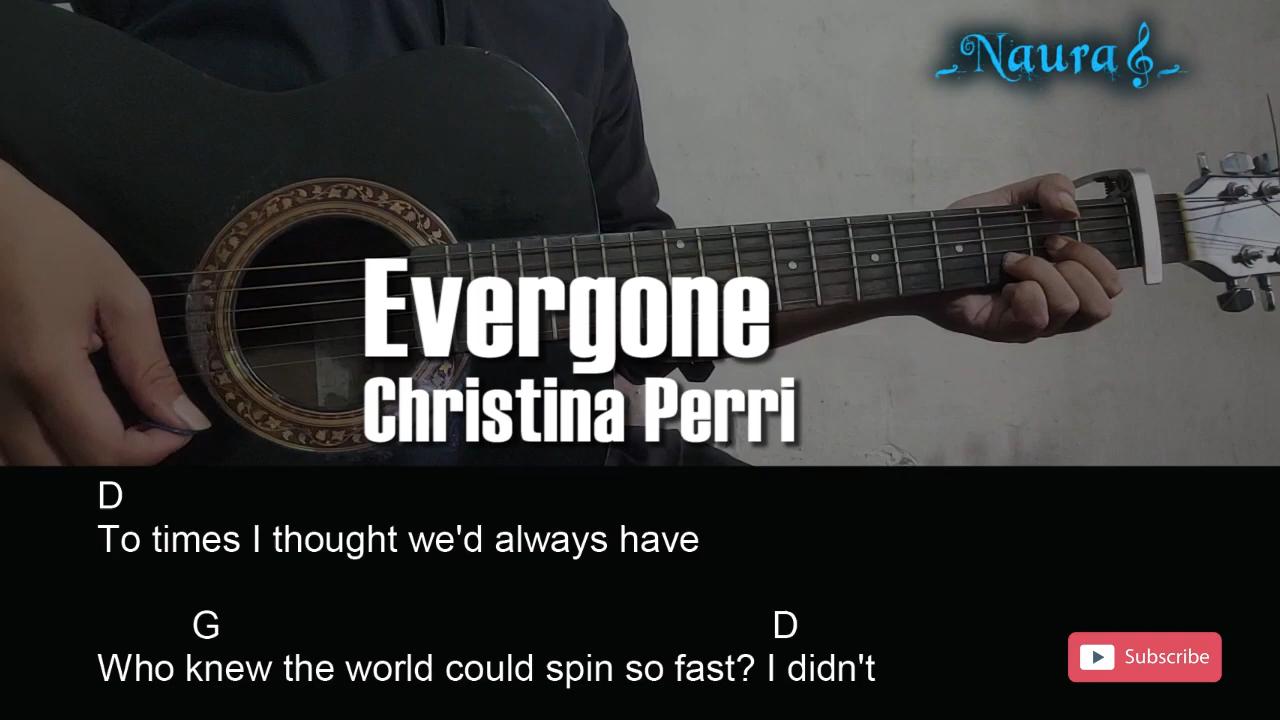 Naura
Evergone
Christina Perri
D
To times I thought we'd always have
G D
Who knew the world could spin so fast? I didn't
Subscribe